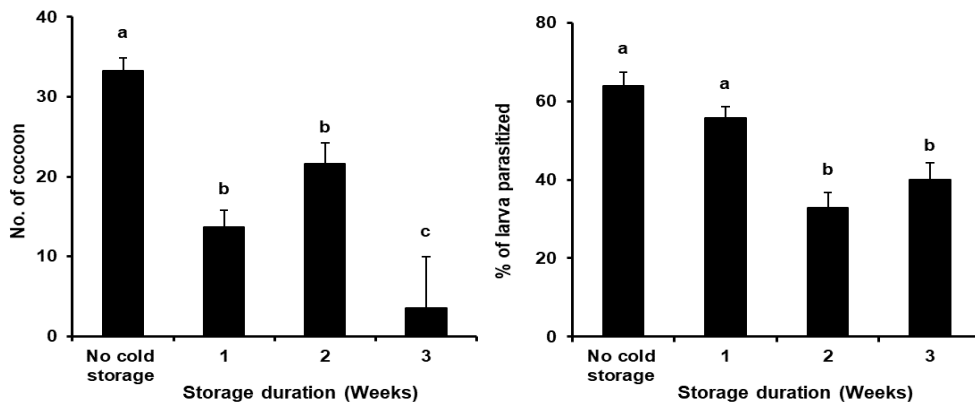 No. of cocoon
40
30
20
10
0
a
b
b
c
No cold
storage
1
2
3
Storage duration (Weeks)
% of larva parasitized
80
60
40
20
0
a
a
b
b
No cold
storage
1
2
3
Storage duration (Weeks)